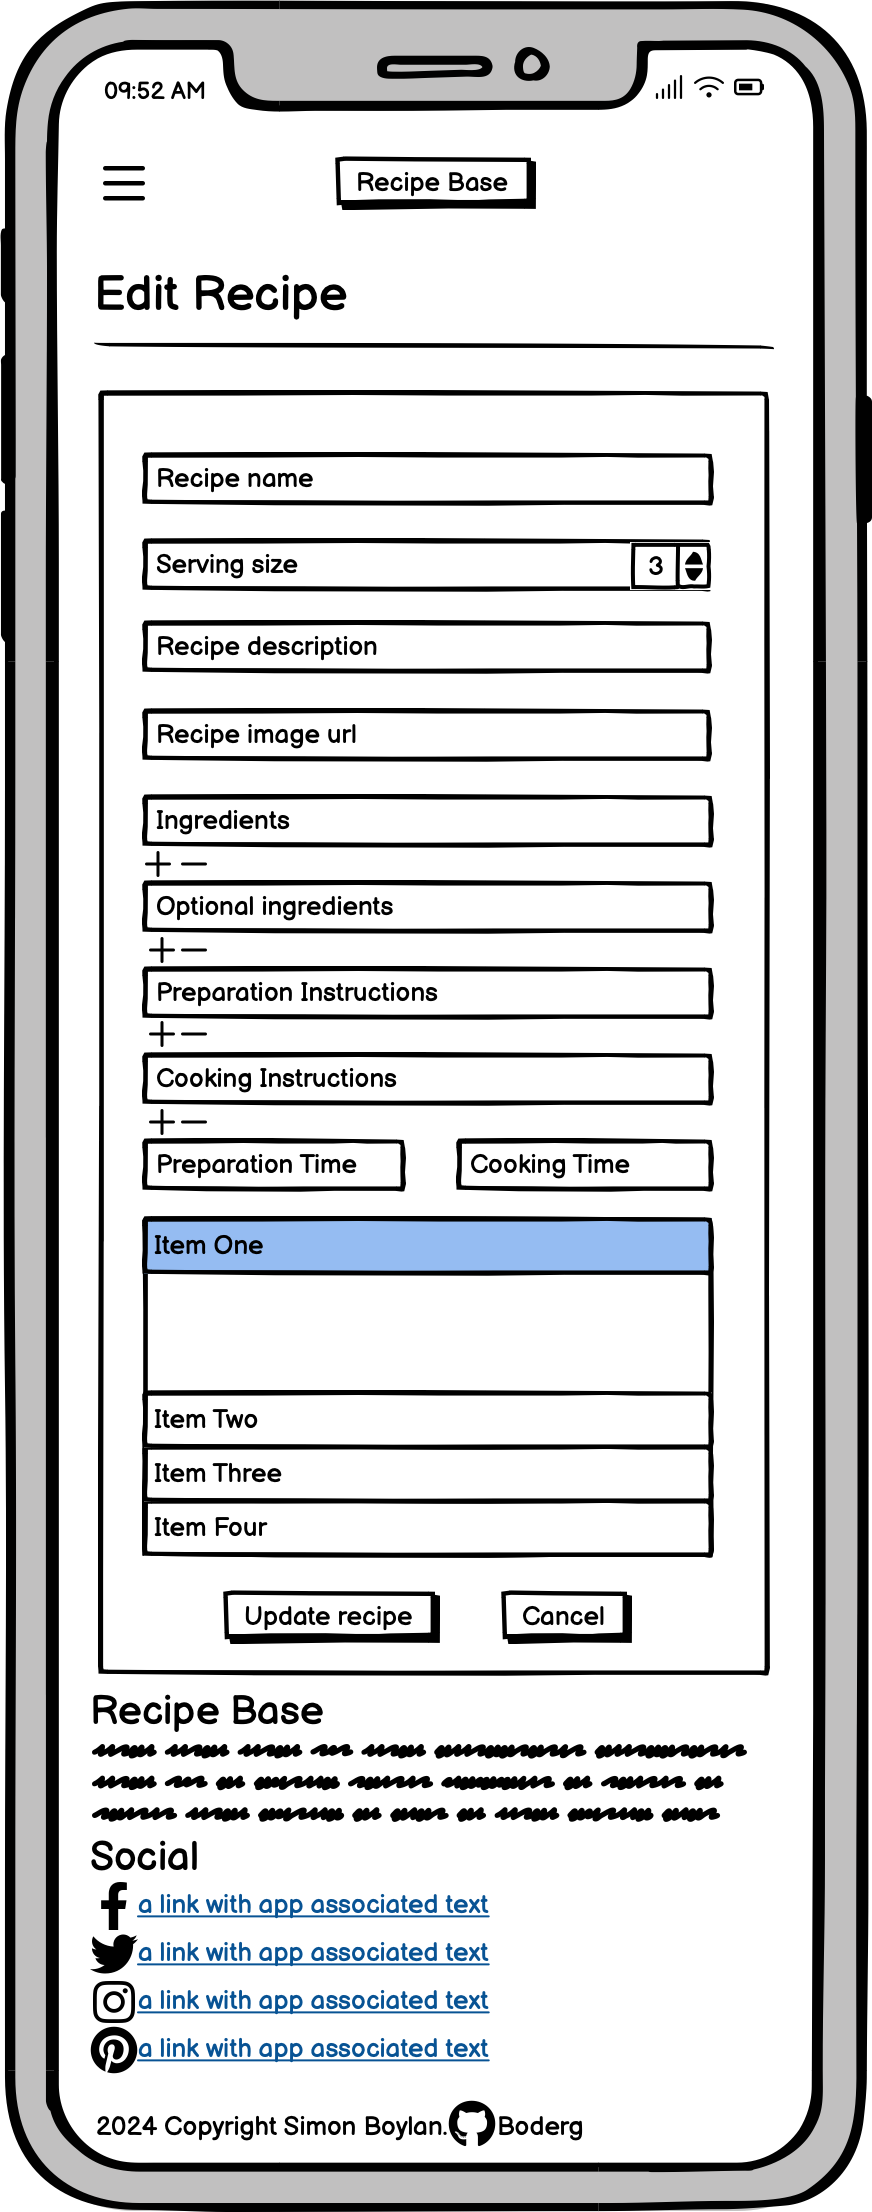 09:52 AM
Recipe Base
Edit Recipe
Recipe name
Serving size 3
Recipe description
Recipe image url
Ingredients
+ −
Optional ingredients
+ −
Preparation Instructions
+ −
Cooking Instructions
+ −
Preparation Time Cooking Time
Item One
Item Two
Item Three
Item Four
Update recipe Cancel
Recipe Base
Social
a link with app associated text
a link with app associated text
a link with app associated text
a link with app associated text
2024 Copyright Simon Boylan. Boderg